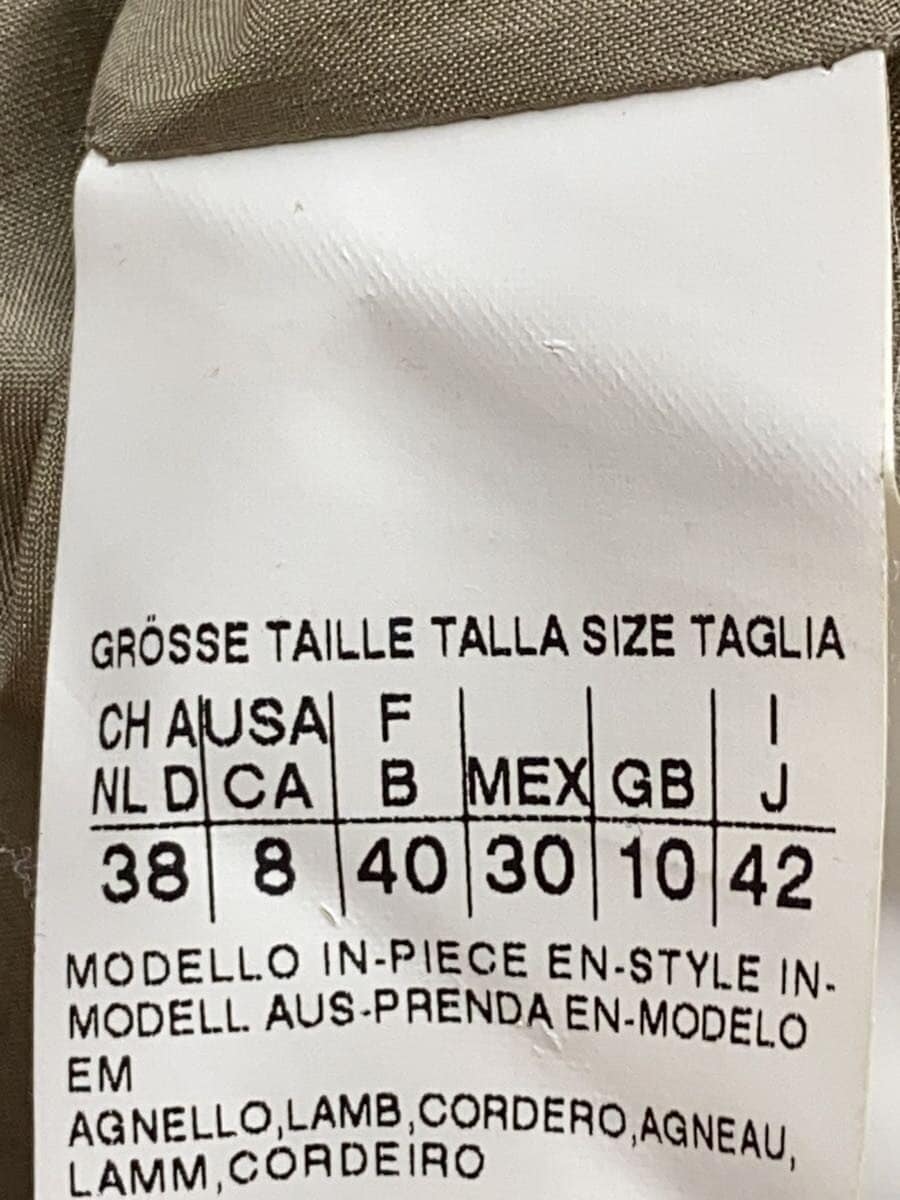 GRÖSSE TAILLE TALLA SIZE TAGLIA
CH A USA F I
NL D CA B MEX GB J
38 8 40 30 10 42
MODELLO IN-PIECE EN-STYLE IN-
MODELL AUS-PRENDA EN-MODELO
EM
AGNELLO,LAMB,CORDERO,AGNEAU,
LAMM,CORDEIRO